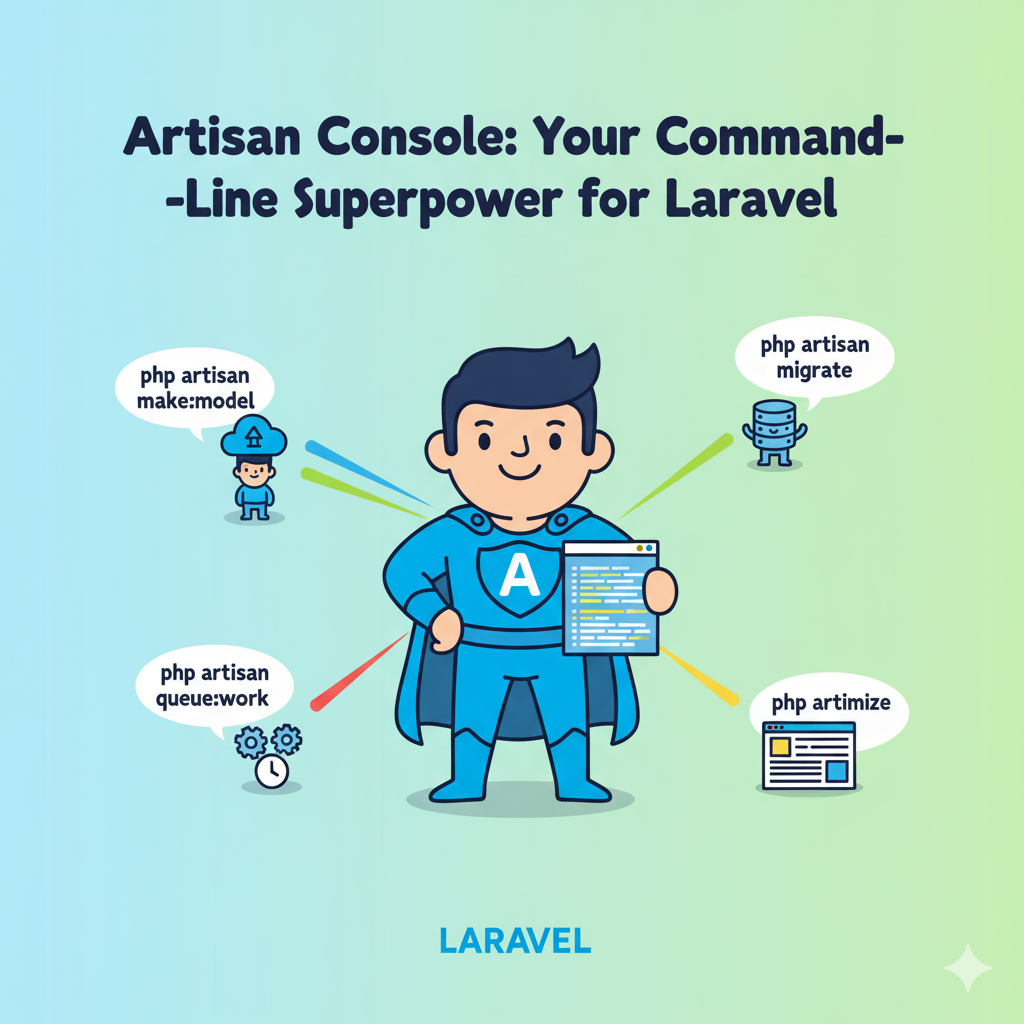 Artisan Console: Your Command-
-Line Superpower for Laravel
php artisan
make:model
php artisan
migrate
A
php artisan
queue:work
php artimize
LARAVEL